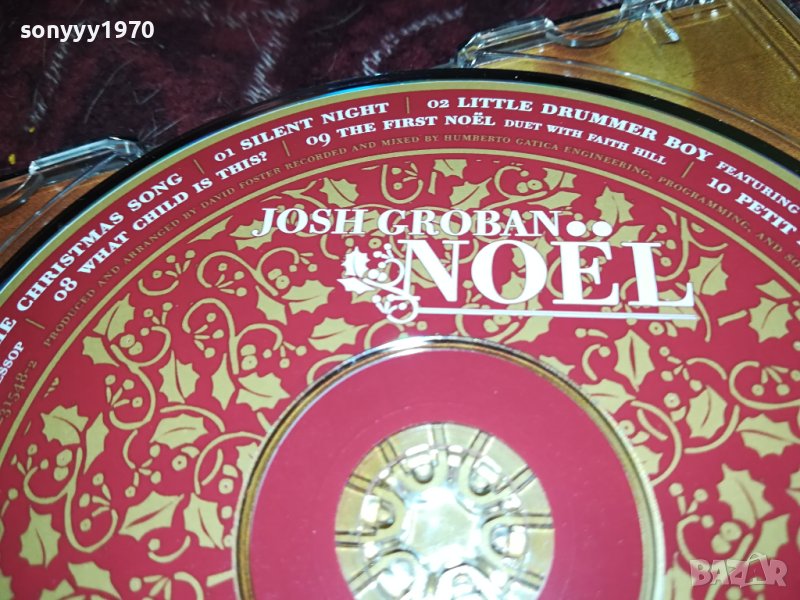 sonyyy1970
01 SILENT NIGHT | 02 LITTLE DRUMMER BOY FEATURING
CHRISTMAS SONG
08 WHAT CHILD IS THIS? | 09 THE FIRST NOËL DUET WITH FAITH HILL | 10 PETIT
PRODUCED AND ARRANGED BY DAVID FOSTER RECORDED AND MIXED BY HUMBERTO GATICA ENGINEERING, PROGRAMMING, AND
31548-2
JOSH GROBAN
NOËL
BAZAR